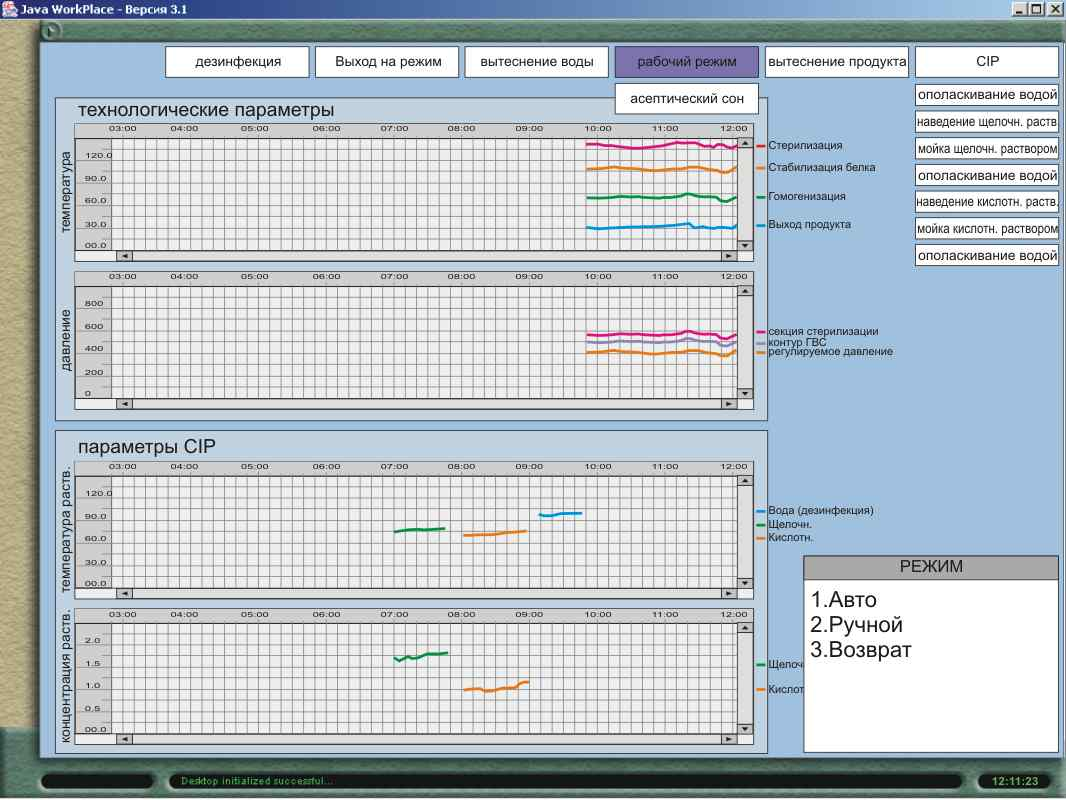 Java WorkPlace - Версия 3.1
дезинфекция
Выход на режим
вытеснение воды
рабочий режим
вытеснение продукта
CIP
асептический сон
ополаскивание водой
наведение щелочн. раств.
мойка щелочн. раствором
ополаскивание водой
наведение кислотн. раств.
мойка кислотн. раствором
ополаскивание водой
технологические параметры
03:00 04:00 05:00 06:00 07:00 08:00 09:00 10:00 11:00 12:00
температура
120.0
90.0
60.0
30.0
00.0
Стерилизация
Стабилизация белка
Гомогенизация
Выход продукта
03:00 04:00 05:00 06:00 07:00 08:00 09:00 10:00 11:00 12:00
давление
800
600
400
200
0
секция стерилизации
контур ГВС
регулируемое давление
параметры CIP
03:00 04:00 05:00 06:00 07:00 08:00 09:00 10:00 11:00 12:00
температура раств.
120.0
90.0
60.0
30.0
00.0
Вода (дезинфекция)
Щелочн.
Кислотн.
03:00 04:00 05:00 06:00 07:00 08:00 09:00 10:00 11:00 12:00
концентрация раств.
2.0
1.5
1.0
0.5
00.0
Щелоч
Кислот
РЕЖИМ
1.Авто
2.Ручной
3.Возврат
Desktop initialized successful...
12:11:23